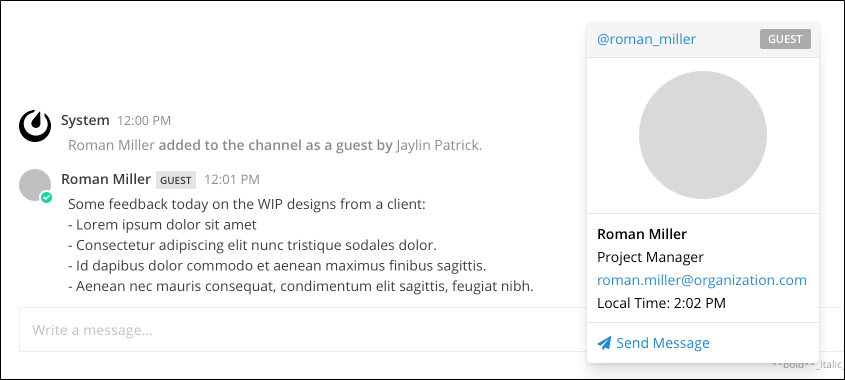 System 12:00 PM
Roman Miller added to the channel as a guest by Jaylin Patrick.
Roman Miller GUEST 12:01 PM
Some feedback today on the WIP designs from a client:
- Lorem ipsum dolor sit amet
- Consectetur adipiscing elit nunc tristique sodales dolor.
- Id dapibus dolor commodo et aenean maximus finibus sagittis.
- Aenean nec mauris consequat, condimentum elit sagittis, feugiat nibh.
Write a message...
@roman_miller GUEST
Roman Miller
Project Manager
roman.miller@organization.com
Local Time: 2:02 PM
Send Message
**bold** _italic_